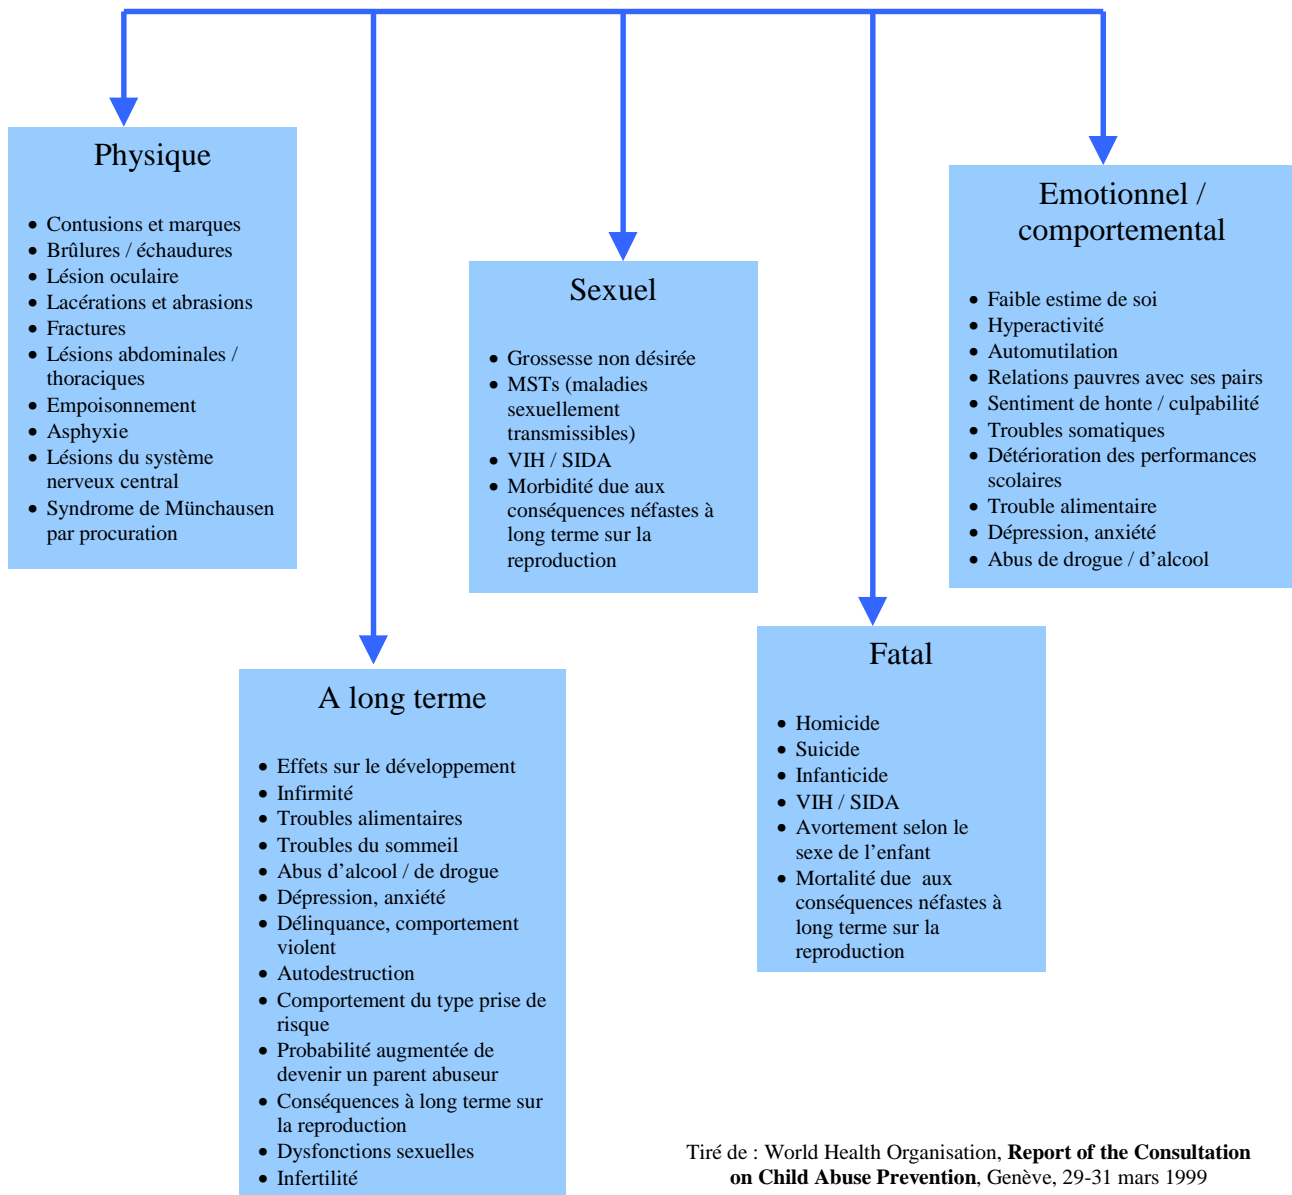 Physique
• Contusions et marques
• Brûlures / échaudures
• Lésion oculaire
• Lacérations et abrasions
• Fractures
• Lésions abdominales /
thoraciques
• Empoisonnement
• Asphyxie
• Lésions du système
nerveux central
• Syndrome de Münchausen
par procuration
A long terme
• Effets sur le développement
• Infirmité
• Troubles alimentaires
• Troubles du sommeil
• Abus d’alcool / de drogue
• Dépression, anxiété
• Délinquance, comportement
violent
• Autodestruction
• Comportement du type prise de
risque
• Probabilité augmentée de
devenir un parent abuseur
• Conséquences à long terme sur
la reproduction
• Dysfonctions sexuelles
• Infertilité
Sexuel
• Grossesse non désirée
• MSTs (maladies
sexuellement
transmissibles)
• VIH / SIDA
• Morbidité due aux
conséquences néfastes à
long terme sur la
reproduction
Fatal
• Homicide
• Suicide
• Infanticide
• VIH / SIDA
• Avortement selon le
sexe de l’enfant
• Mortalité due aux
conséquences néfastes à
long terme sur la
reproduction
Emotionnel /
comportemental
• Faible estime de soi
• Hyperactivité
• Automutilation
• Relations pauvres avec ses pairs
• Sentiment de honte / culpabilité
• Troubles somatiques
• Détérioration des performances
scolaires
• Trouble alimentaire
• Dépression, anxiété
• Abus de drogue / d’alcool
Tiré de : World Health Organisation, Report of the Consultation
on Child Abuse Prevention, Genève, 29-31 mars 1999